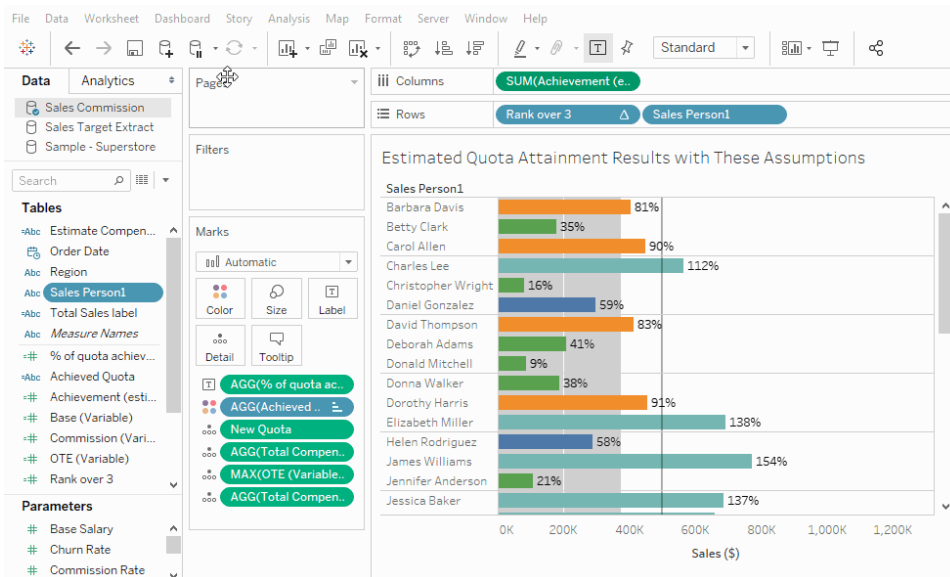 File Data Worksheet Dashboard Story Analysis Map Format Server Window Help
Standard
Data Analytics
Sales Commission
Sales Target Extract
Sample - Superstore
Search
Tables
Abc Estimate Compen...
Order Date
Abc Region
Abc Sales Person1
Abc Total Sales label
Abc Measure Names
% of quota achiev...
Abc Achieved Quota
Achievement (esti...
Base (Variable)
Commission (Vari...
OTE (Variable)
Rank over 3
Parameters
Base Salary
Churn Rate
Commission Rate
Pages
Filters
Marks
Automatic
Color Size Label
Detail Tooltip
AGG(% of quota ac..
AGG(Achieved ..
New Quota
AGG(Total Compen..
MAX(OTE (Variable..
AGG(Total Compen..
Columns SUM(Achievement (e..
Rows Rank over 3 Δ Sales Person1
Estimated Quota Attainment Results with These Assumptions
Sales Person1
Barbara Davis 81%
Betty Clark 35%
Carol Allen 90%
Charles Lee 112%
Christopher Wright 16%
Daniel Gonzalez 59%
David Thompson 83%
Deborah Adams 41%
Donald Mitchell 9%
Donna Walker 38%
Dorothy Harris 91%
Elizabeth Miller 138%
Helen Rodriguez 58%
James Williams 154%
Jennifer Anderson 21%
Jessica Baker 137%
0K 200K 400K 600K 800K 1,000K 1,200K
Sales ($)